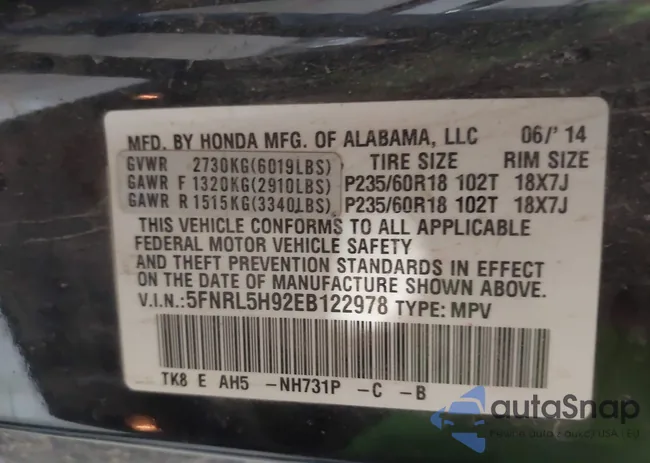 MFD. BY HONDA MFG. OF ALABAMA, LLC 06/'14
GVWR 2730KG(6019LBS) TIRE SIZE RIM SIZE
GAWR F 1320KG(2910LBS) P235/60R18 102T 18X7J
GAWR R 1515KG(3340LBS) P235/60R18 102T 18X7J
THIS VEHICLE CONFORMS TO ALL APPLICABLE
FEDERAL MOTOR VEHICLE SAFETY
AND THEFT PREVENTION STANDARDS IN EFFECT
ON THE DATE OF MANUFACTURE SHOWN ABOVE.
V.I.N.:5FNRL5H92EB122978 TYPE: MPV
TK8 E AH5 -NH731P -C -B
autoSnap